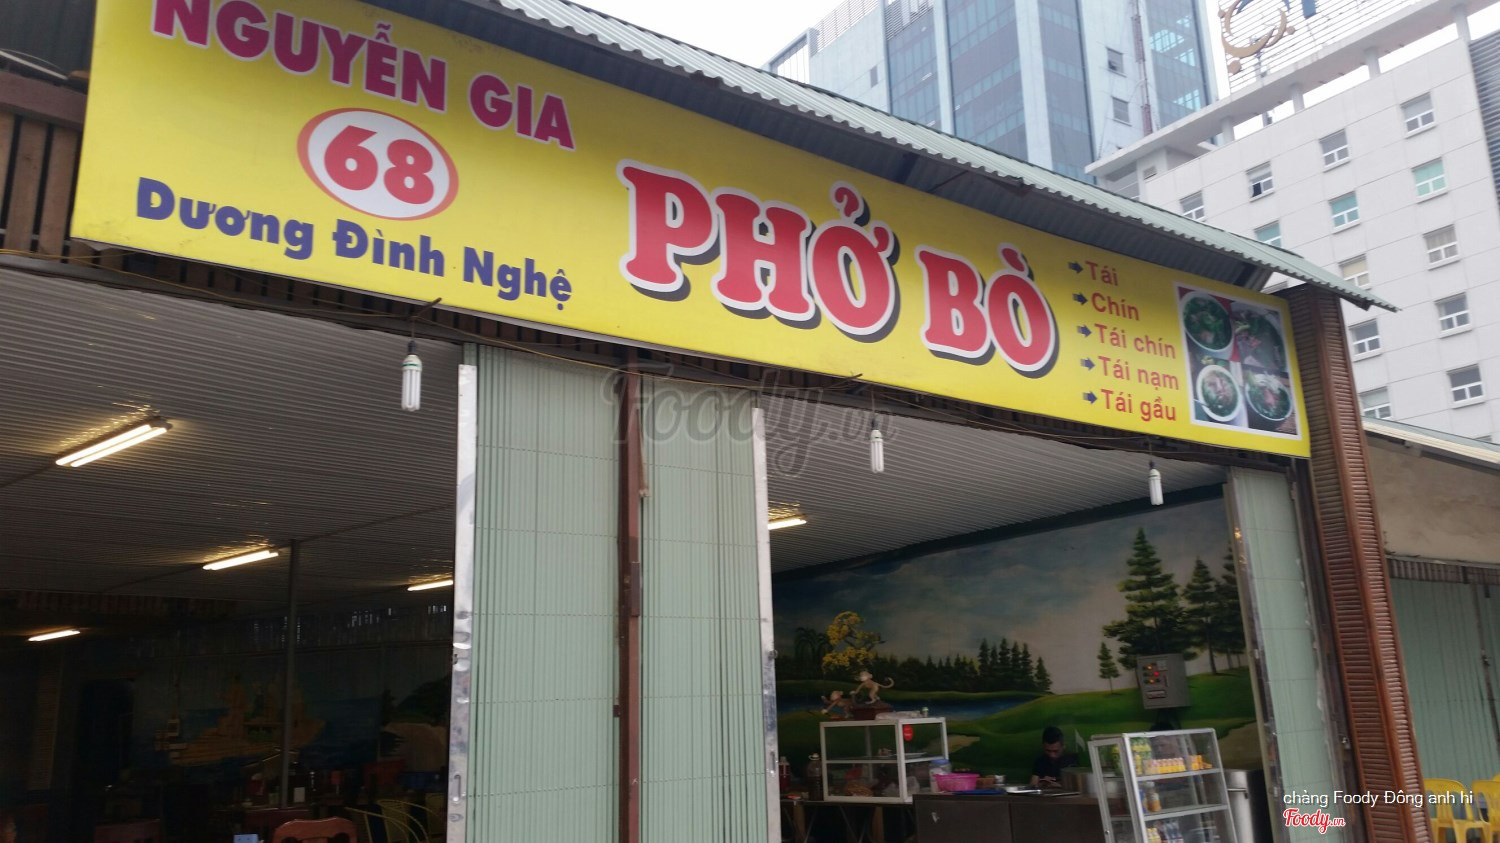 NGUYỄN GIA
68
Dương Đình Nghệ
PHỞ BÒ
Tái
Chín
Tái chín
Tái nạm
Tái gầu
Foody.vn
chàng Foody Đông anh hi
Foody.vn